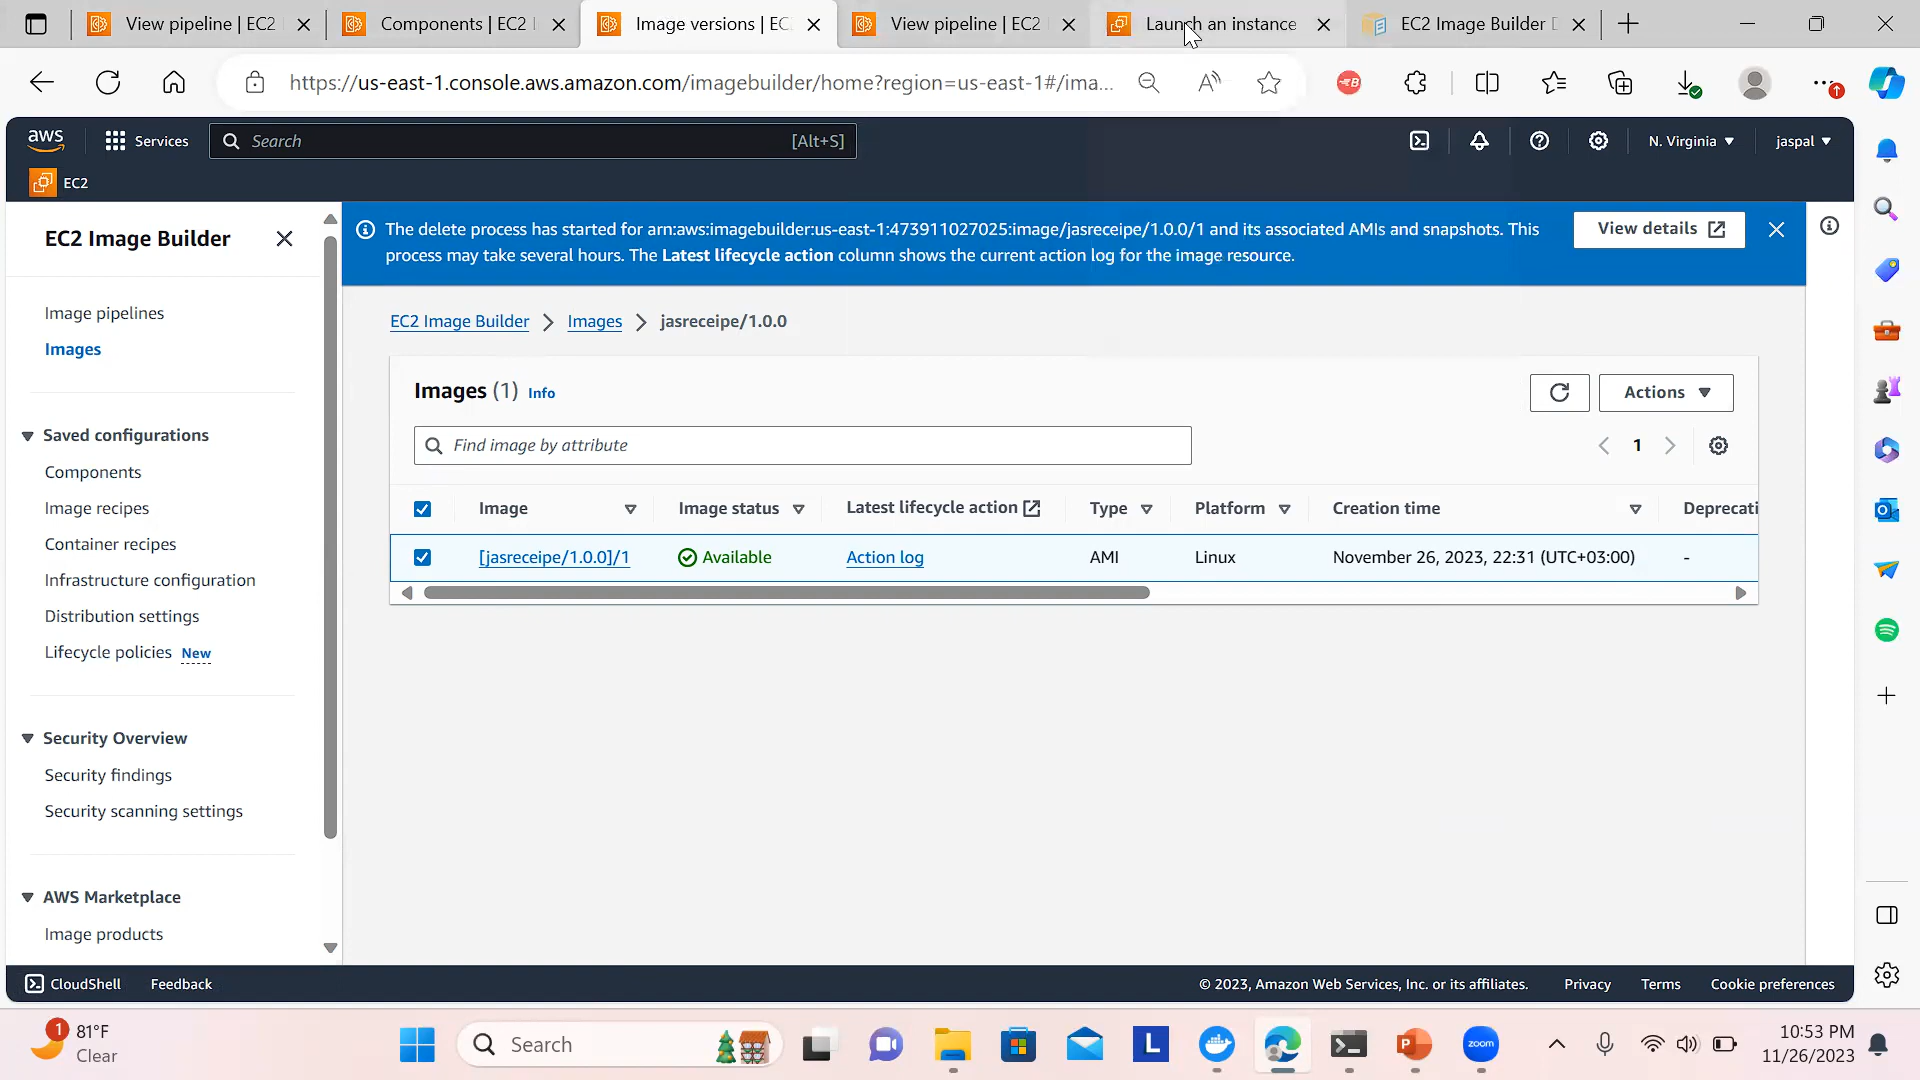 View pipeline | EC2
Components | EC2
Image versions | EC
View pipeline | EC2
Launch an instance
EC2 Image Builder
https://us-east-1.console.aws.amazon.com/imagebuilder/home?region=us-east-1#/ima...
aws
Services
Search
[Alt+S]
N. Virginia
jaspal
EC2
EC2 Image Builder
Image pipelines
Images
Saved configurations
Components
Image recipes
Container recipes
Infrastructure configuration
Distribution settings
Lifecycle policies New
Security Overview
Security findings
Security scanning settings
AWS Marketplace
Image products
The delete process has started for arn:aws:imagebuilder:us-east-1:473911027025:image/jasreceipe/1.0.0/1 and its associated AMIs and snapshots. This
process may take several hours. The Latest lifecycle action column shows the current action log for the image resource.
View details
EC2 Image Builder
Images
jasreceipe/1.0.0
Images (1) Info
Actions
Find image by attribute
1
Image
Image status
Latest lifecycle action
Type
Platform
Creation time
Deprecati
[jasreceipe/1.0.0]/1
Available
Action log
AMI
Linux
November 26, 2023, 22:31 (UTC+03:00)
-
CloudShell
Feedback
© 2023, Amazon Web Services, Inc. or its affiliates.
Privacy
Terms
Cookie preferences
1
81°F
Clear
Search
L
P
zoom
10:53 PM
11/26/2023